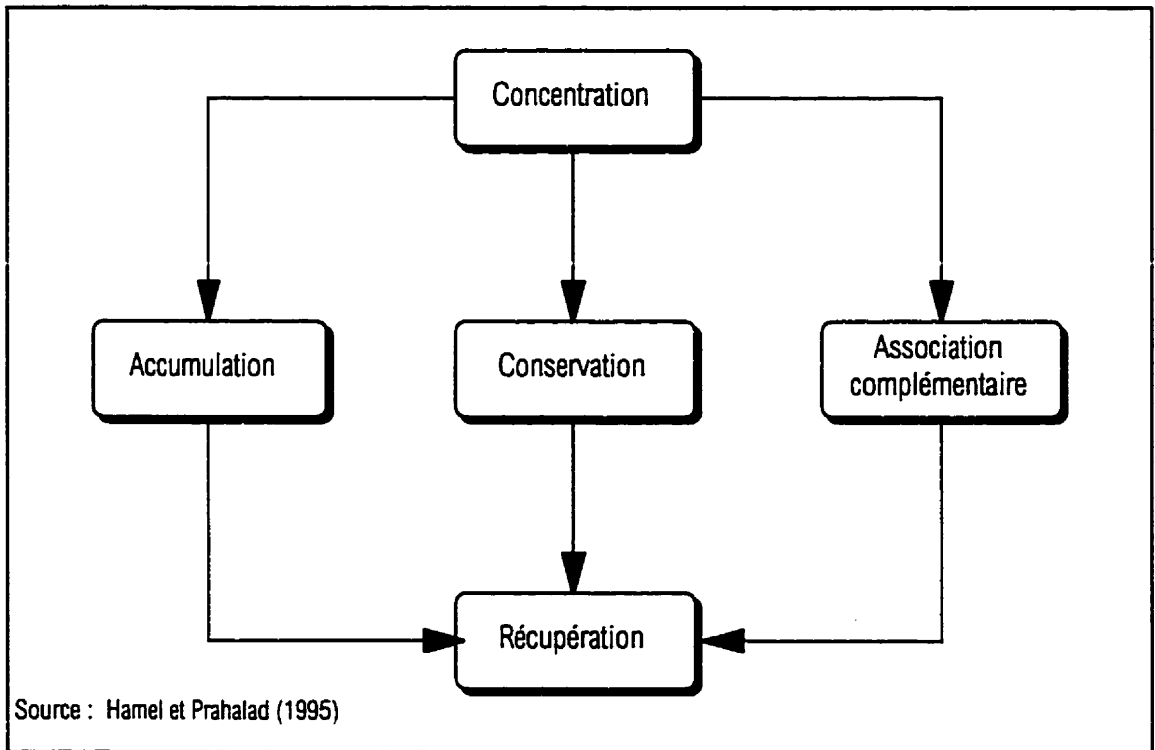 Concentration
Accumulation
Conservation
Association
complémentaire
Récupération
Source : Hamel et Prahalad (1995)